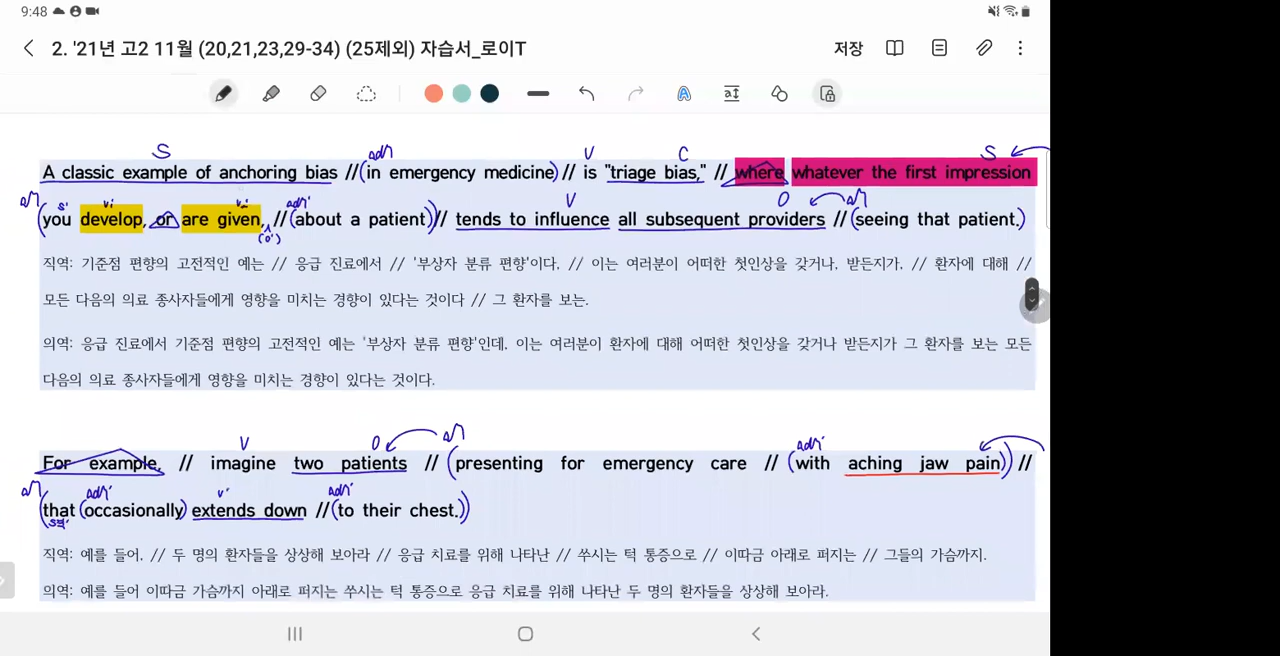 9:48
2. '21년 고2 11월 (20,21,23,29-34) (25제외) 자습서_로이T 저장
S adj V C S
A classic example of anchoring bias //(in emergency medicine) // is "triage bias," // where whatever the first impression
S' V1' V2' V O
(you develop, or are given, //(about a patient))// tends to influence all subsequent providers //(seeing that patient.)
(o')
직역: 기준점 편향의 고전적인 예는 // 응급 진료에서 // '부상자 분류 편향'이다, // 이는 여러분이 어떠한 첫인상을 갖거나, 받든지가, // 환자에 대해 //
모든 다음의 의료 종사자들에게 영향을 미치는 경향이 있다는 것이다 // 그 환자를 보는.
의역: 응급 진료에서 기준점 편향의 고전적인 예는 '부상자 분류 편향'인데, 이는 여러분이 환자에 대해 어떠한 첫인상을 갖거나 받든지가 그 환자를 보는 모든
다음의 의료 종사자들에게 영향을 미치는 경향이 있다는 것이다.
V O
For example, // imagine two patients //(presenting for emergency care //(with aching jaw pain)) //
V'
(that (occasionally) extends down //(to their chest.))
직역: 예를 들어, // 두 명의 환자들을 상상해 보아라 // 응급 치료를 위해 나타난 // 쑤시는 턱 통증으로 // 이따금 아래로 퍼지는 // 그들의 가슴까지.
의역: 예를 들어 이따금 가슴까지 아래로 퍼지는 쑤시는 턱 통증으로 응급 치료를 위해 나타난 두 명의 환자들을 상상해 보아라.